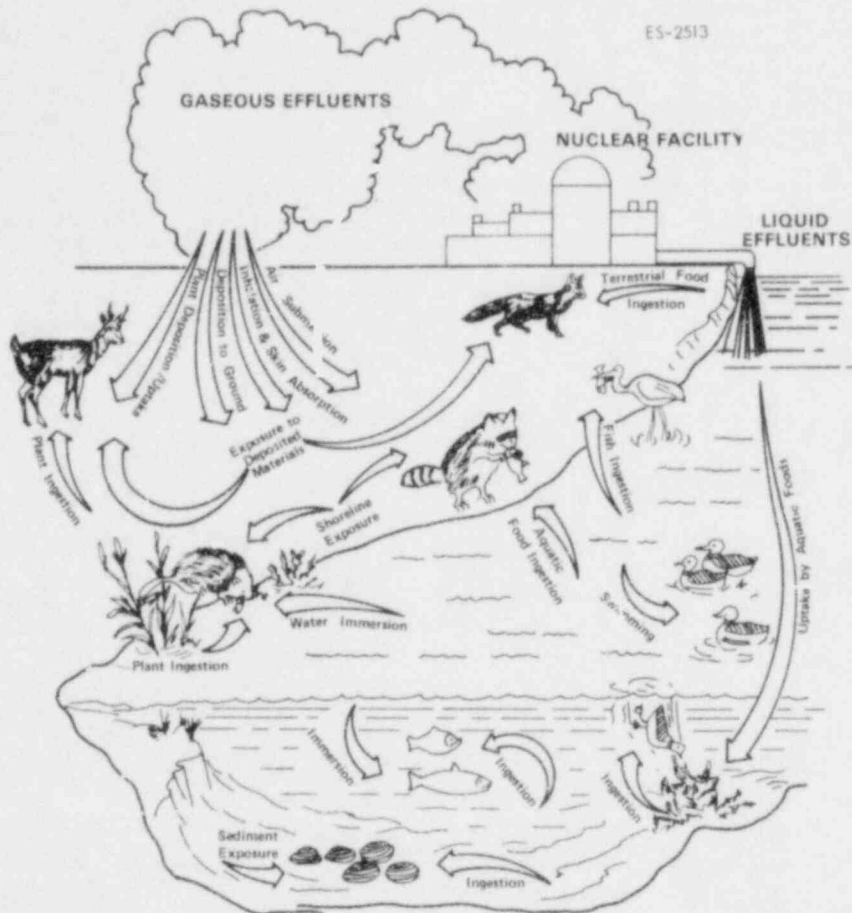 ES-2513
GASEOUS EFFLUENTS
NUCLEAR FACILITY
LIQUID
EFFLUENTS
Plant Deposition/Uptake
Deposition to Ground
Inhalation & Skin Absorption
Air Submersion
Terrestrial Food
Ingestion
Plant Ingestion
Exposure to
Deposited
Materials
Fish Ingestion
Shoreline
Exposure
Aquatic
Food Ingestion
Uptake by Aquatic Foods
Swimming
Water Immersion
Plant Ingestion
Immersion
Ingestion
Ingestion
Sediment
Exposure
Ingestion